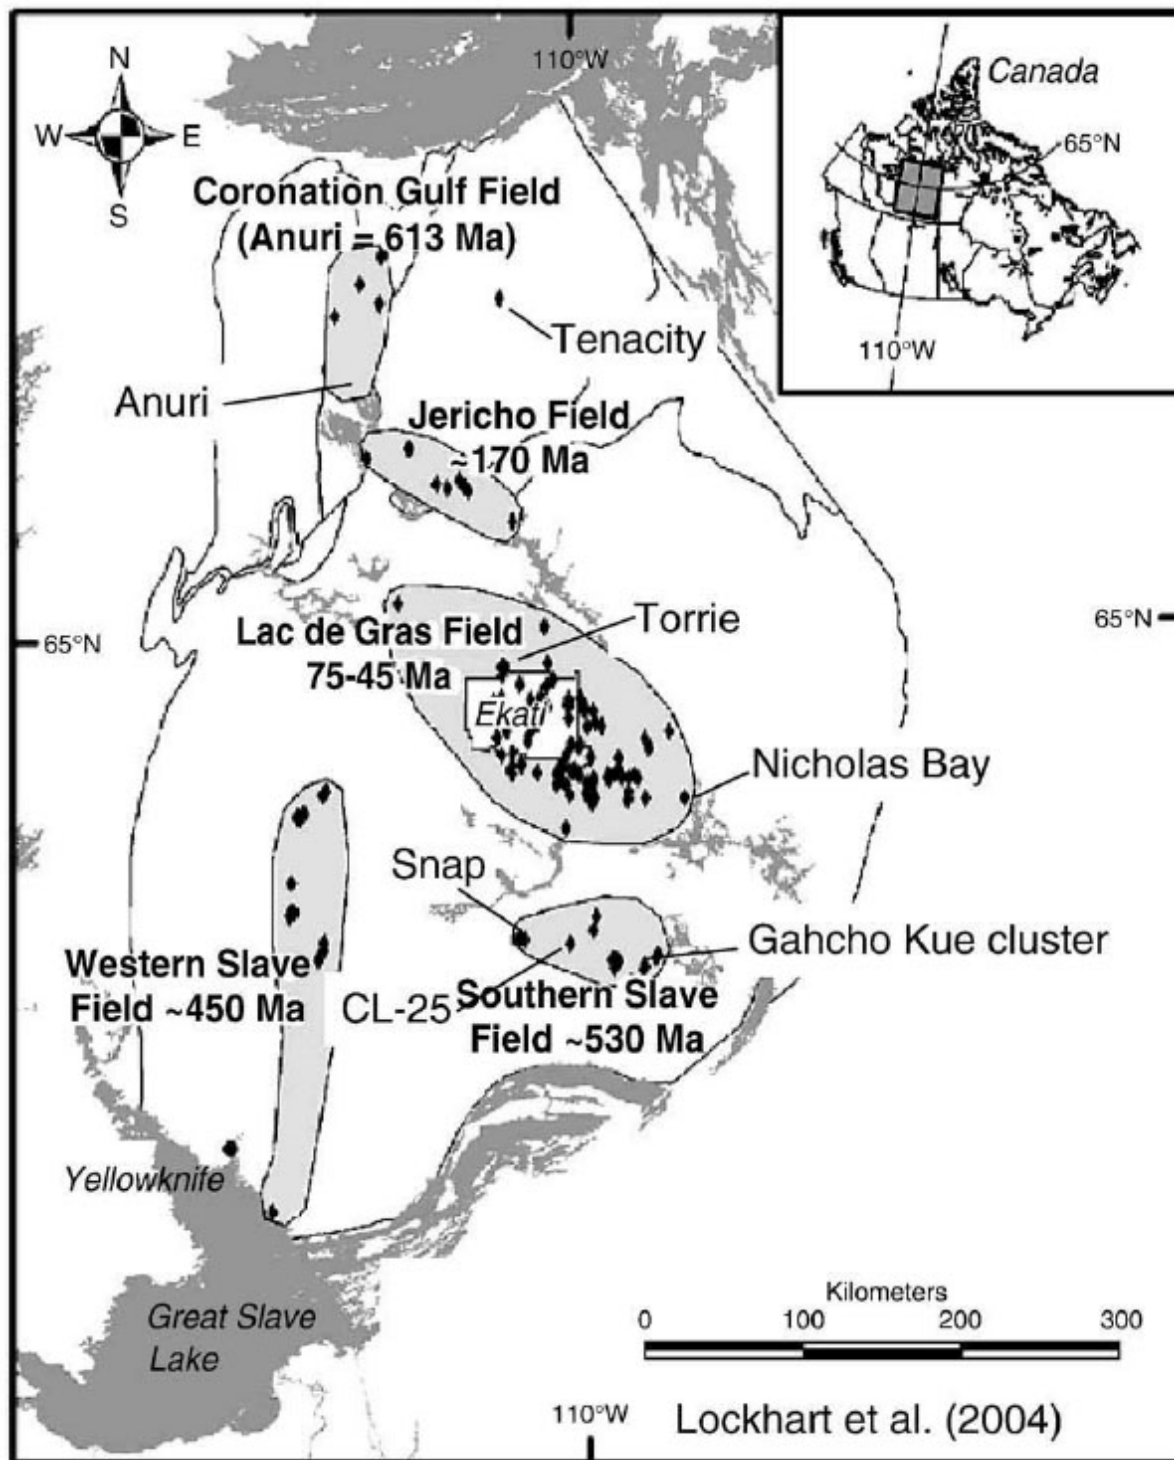 110°W
Canada
65°N
110°W
N
W E
S
Coronation Gulf Field
(Anuri = 613 Ma)
Tenacity
Anuri
Jericho Field
~170 Ma
Torrie
Lac de Gras Field
75-45 Ma
65°N
65°N
Ekati
Nicholas Bay
Snap
Gahcho Kue cluster
Western Slave
Field ~450 Ma
CL-25
Southern Slave
Field ~530 Ma
Yellowknife
Great Slave
Lake
Kilometers
0 100 200 300
110°W
Lockhart et al. (2004)